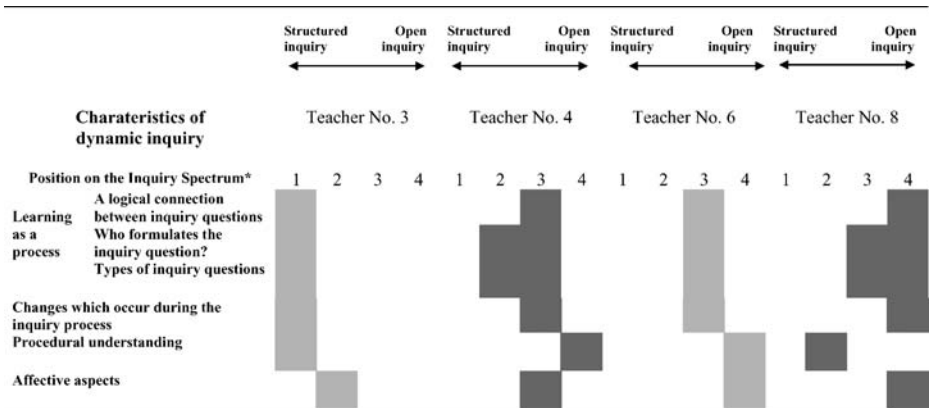 Structured Open Structured Open Structured Open Structured Open
inquiry inquiry inquiry inquiry inquiry inquiry inquiry inquiry
Charateristics of
dynamic inquiry
Teacher No. 3 Teacher No. 4 Teacher No. 6 Teacher No. 8
Position on the Inquiry Spectrum* 1 2 3 4 1 2 3 4 1 2 3 4 1 2 3 4
Learning
as a
process
A logical connection
between inquiry questions
Who formulates the
inquiry question?
Types of inquiry questions
Changes which occur during the
inquiry process
Procedural understanding
Affective aspects